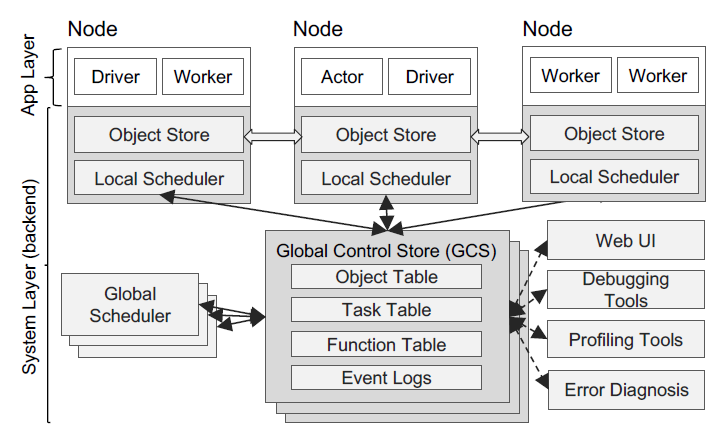 Node
Node
Node
App Layer
Driver
Worker
Actor
Driver
Worker
Worker
Object Store
Object Store
Object Store
Local Scheduler
Local Scheduler
Local Scheduler
System Layer (backend)
Global Control Store (GCS)
Object Table
Task Table
Function Table
Event Logs
Global
Scheduler
Web UI
Debugging
Tools
Profiling Tools
Error Diagnosis